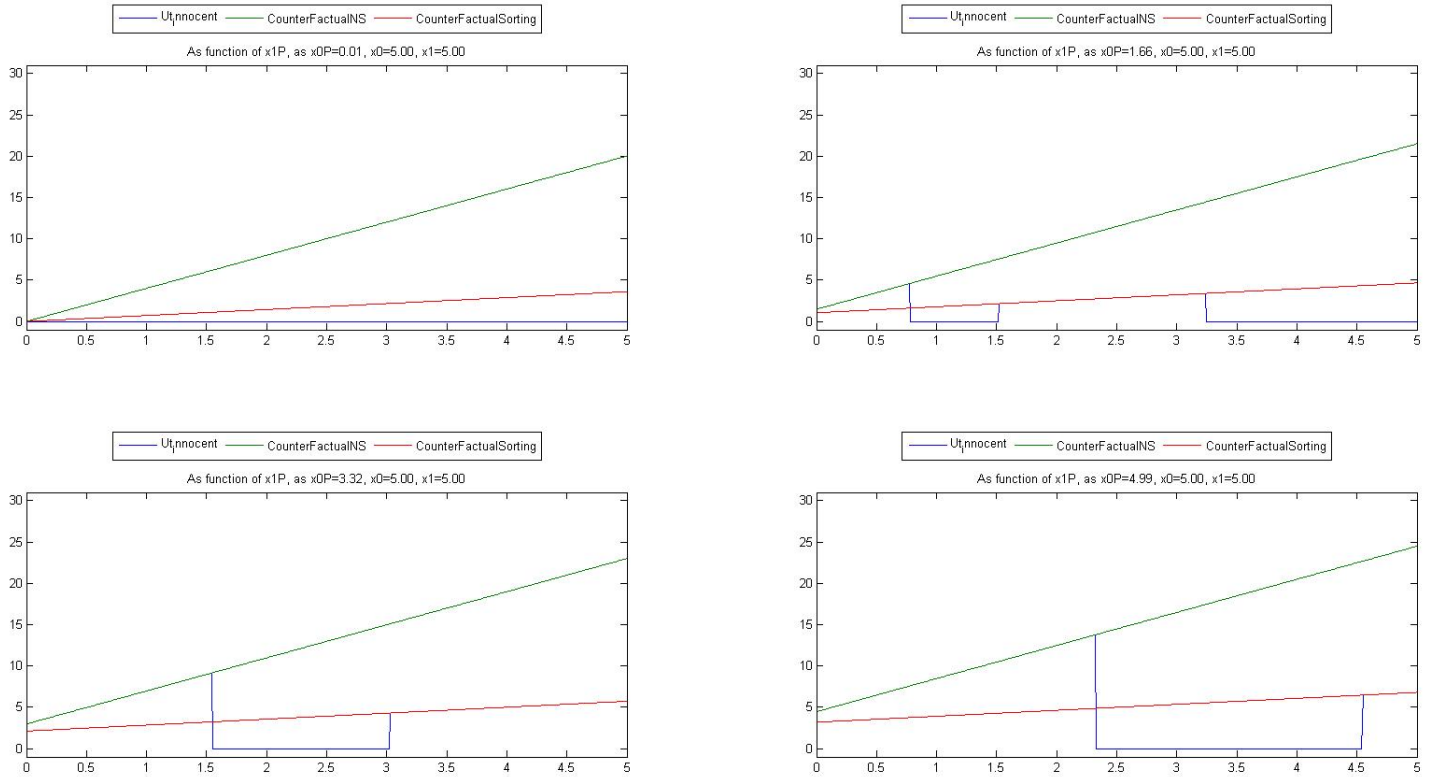 Ut_Innocent CounterFactualNS CounterFactualSorting
As function of x1P, as x0P=0.01, x0=5.00, x1=5.00
30
25
20
15
10
5
0
0 0.5 1 1.5 2 2.5 3 3.5 4 4.5 5
Ut_Innocent CounterFactualNS CounterFactualSorting
As function of x1P, as x0P=1.66, x0=5.00, x1=5.00
30
25
20
15
10
5
0
0 0.5 1 1.5 2 2.5 3 3.5 4 4.5 5
Ut_Innocent CounterFactualNS CounterFactualSorting
As function of x1P, as x0P=3.32, x0=5.00, x1=5.00
30
25
20
15
10
5
0
0 0.5 1 1.5 2 2.5 3 3.5 4 4.5 5
Ut_Innocent CounterFactualNS CounterFactualSorting
As function of x1P, as x0P=4.99, x0=5.00, x1=5.00
30
25
20
15
10
5
0
0 0.5 1 1.5 2 2.5 3 3.5 4 4.5 5